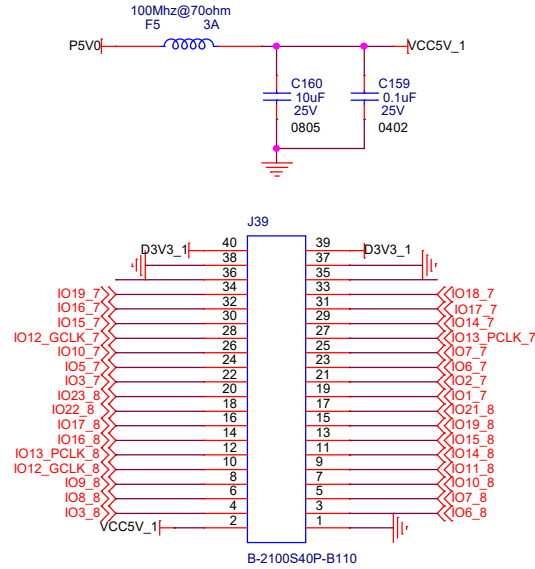 100Mhz@70ohm
F5 3A
P5V0 VCC5V_1
C160 C159
10uF 0.1uF
25V 25V
0805 0402
J39
D3V3_1 40 39 D3V3_1
38 37
36 35
IO19_7 34 33 IO18_7
IO16_7 32 31 IO17_7
IO15_7 30 29 IO14_7
IO12_GCLK_7 28 27 IO13_PCLK_7
IO10_7 26 25 IO7_7
IO5_7 24 23 IO6_7
IO3_7 22 21 IO2_7
IO23_8 20 19 IO1_7
IO22_8 18 17 IO21_8
IO17_8 16 15 IO19_8
IO16_8 14 13 IO15_8
IO13_PCLK_8 12 11 IO14_8
IO12_GCLK_8 10 9 IO11_8
IO9_8 8 7 IO10_8
IO8_8 6 5 IO7_8
IO3_8 4 3 IO6_8
VCC5V_1 2 1
B-2100S40P-B110